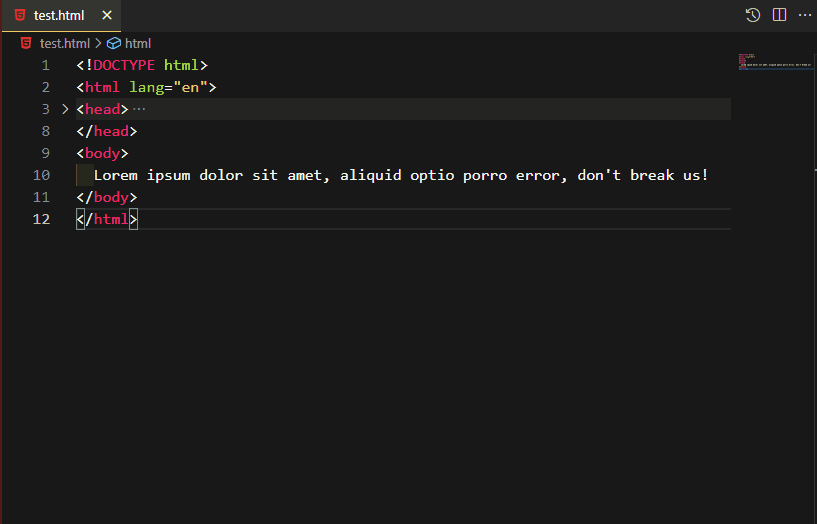 test.html
test.html > html
1 <!DOCTYPE html>
2 <html lang="en">
3 <head>···
8 </head>
9 <body>
10 Lorem ipsum dolor sit amet, aliquid optio porro error, don't break us!
11 </body>
12 </html>